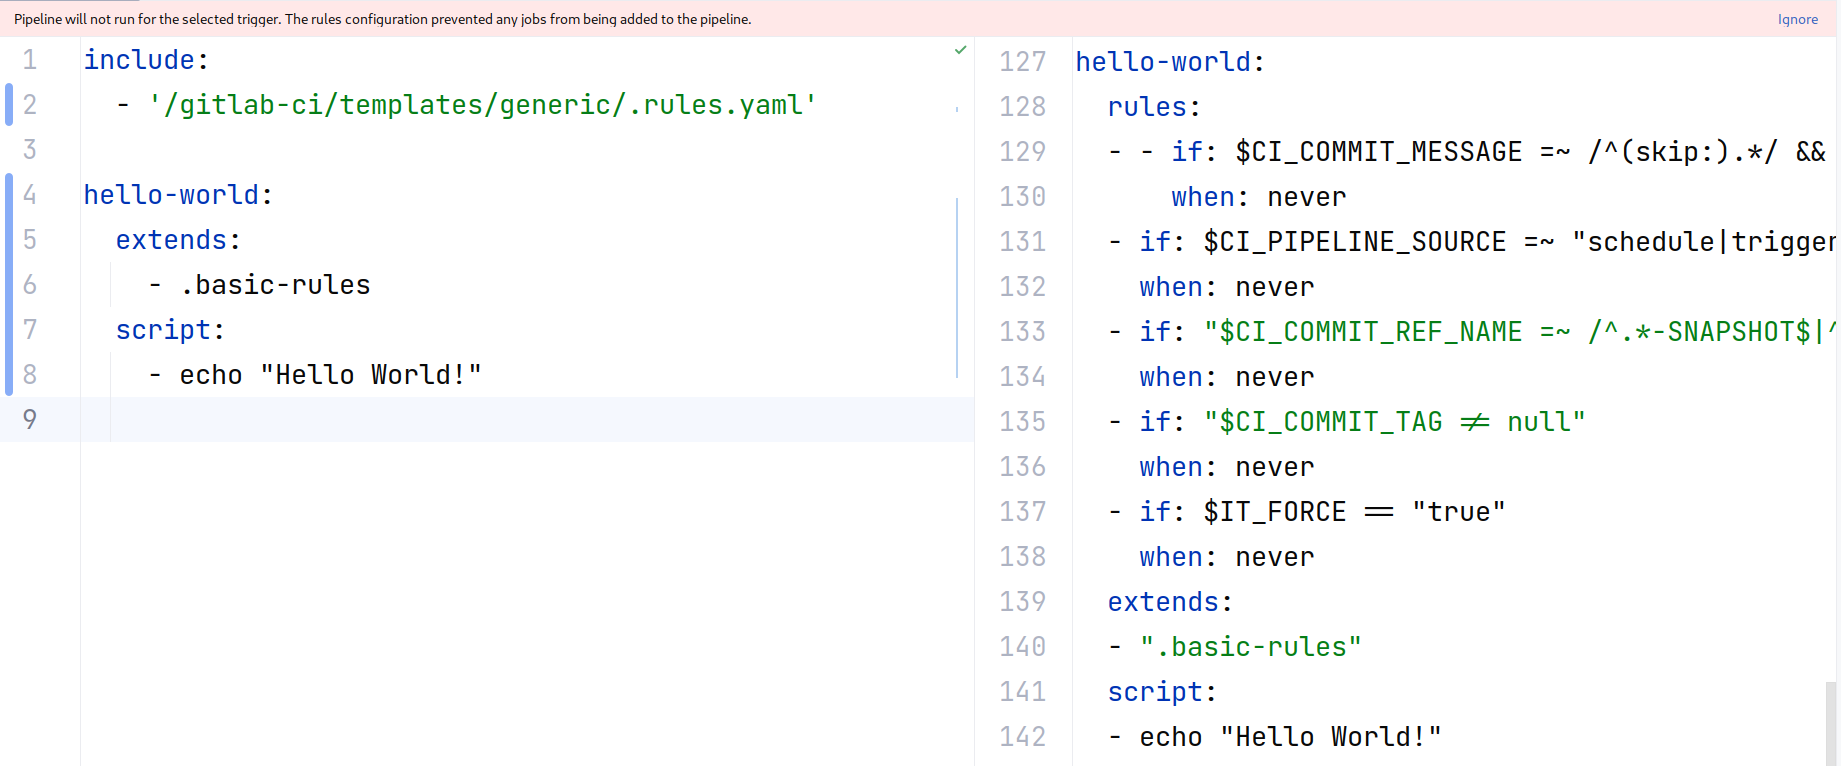 Pipeline will not run for the selected trigger. The rules configuration prevented any jobs from being added to the pipeline. Ignore
1 include:
2 - '/gitlab-ci/templates/generic/.rules.yaml'
3
4 hello-world:
5 extends:
6 - .basic-rules
7 script:
8 - echo "Hello World!"
9
127 hello-world:
128 rules:
129 - - if: $CI_COMMIT_MESSAGE =~ /^(skip:).*/ &&
130 when: never
131 - if: $CI_PIPELINE_SOURCE =~ "schedule|trigger
132 when: never
133 - if: "$CI_COMMIT_REF_NAME =~ /^.*-SNAPSHOT$|^
134 when: never
135 - if: "$CI_COMMIT_TAG != null"
136 when: never
137 - if: $IT_FORCE == "true"
138 when: never
139 extends:
140 - ".basic-rules"
141 script:
142 - echo "Hello World!"